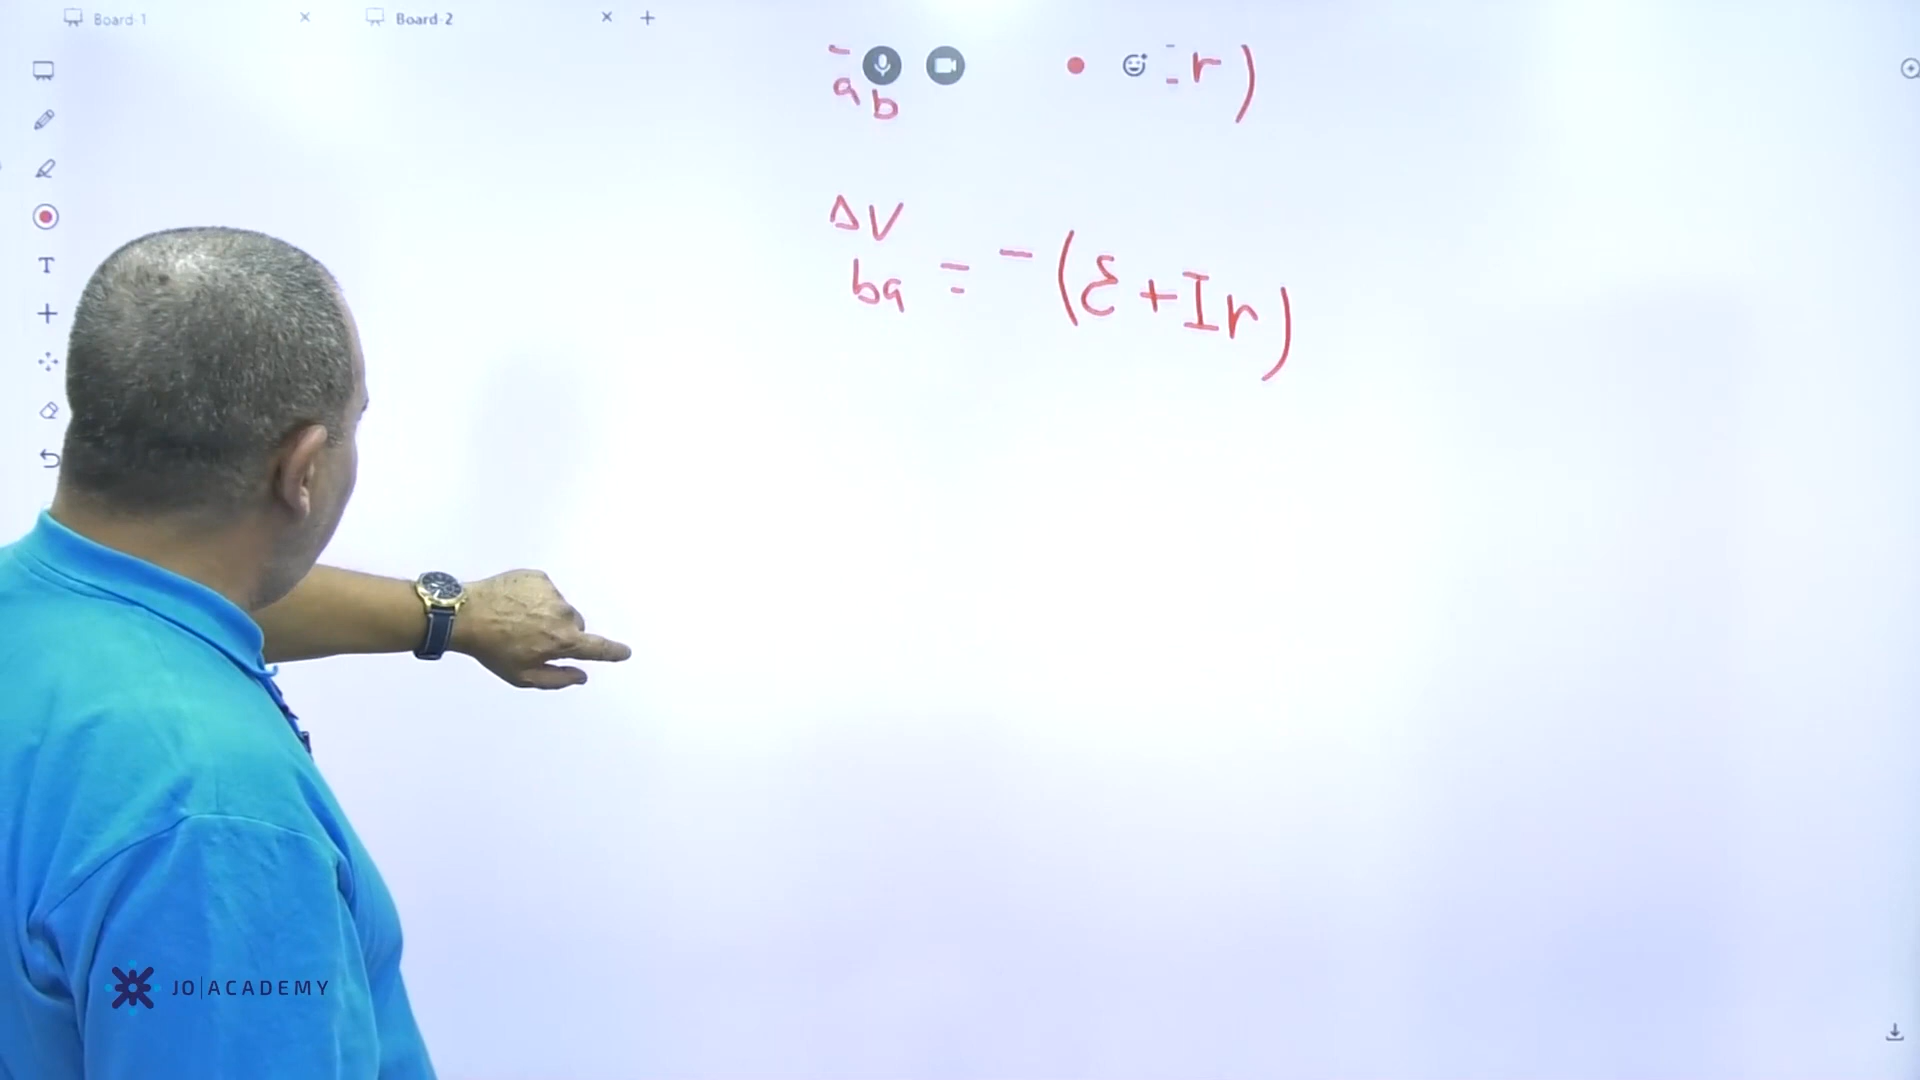 Board-1 × Board-2 × +
r)
ab
ΔV
ba = -(ε+Ir)
T
JO|ACADEMY